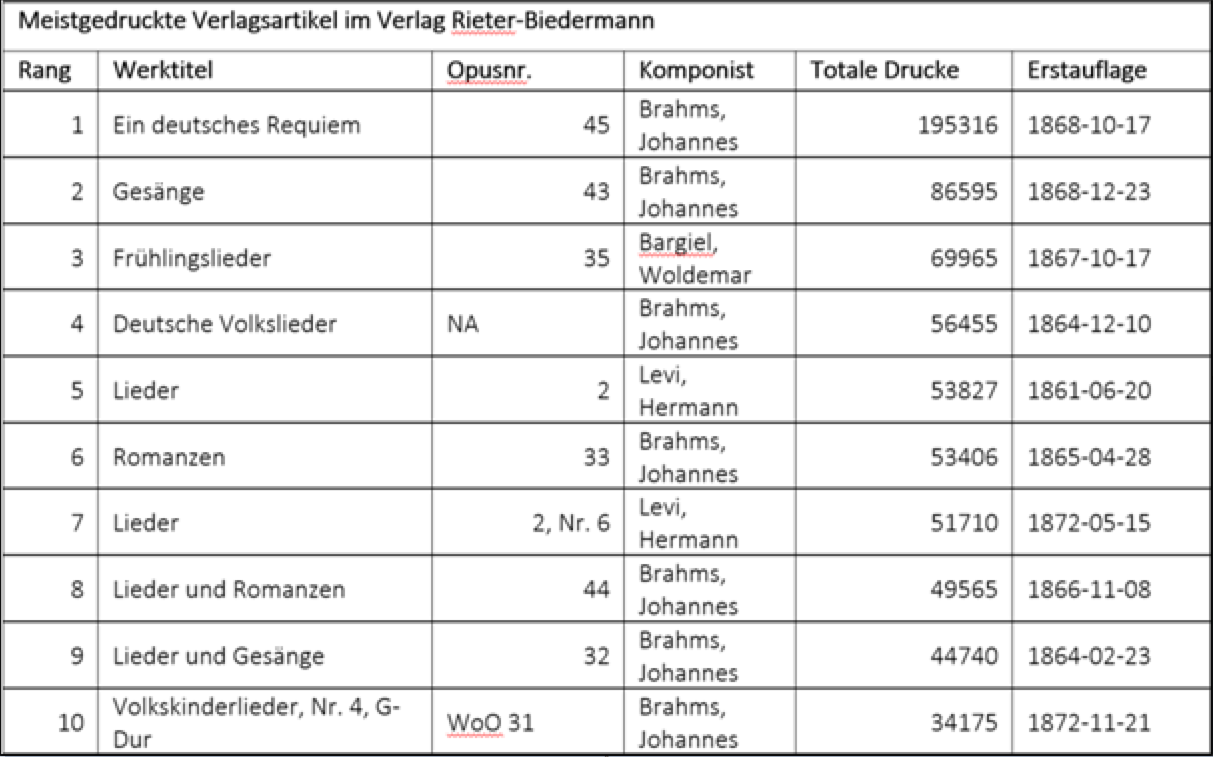 Meistgedruckte Verlagsartikel im Verlag Rieter-Biedermann
Rang Werktitel Opusnr. Komponist Totale Drucke Erstauflage
1 Ein deutsches Requiem 45 Brahms, Johannes 195316 1868-10-17
2 Gesänge 43 Brahms, Johannes 86595 1868-12-23
3 Frühlingslieder 35 Bargiel, Woldemar 69965 1867-10-17
4 Deutsche Volkslieder NA Brahms, Johannes 56455 1864-12-10
5 Lieder 2 Levi, Hermann 53827 1861-06-20
6 Romanzen 33 Brahms, Johannes 53406 1865-04-28
7 Lieder 2, Nr. 6 Levi, Hermann 51710 1872-05-15
8 Lieder und Romanzen 44 Brahms, Johannes 49565 1866-11-08
9 Lieder und Gesänge 32 Brahms, Johannes 44740 1864-02-23
10 Volkskinderlieder, Nr. 4, G-Dur WoO 31 Brahms, Johannes 34175 1872-11-21